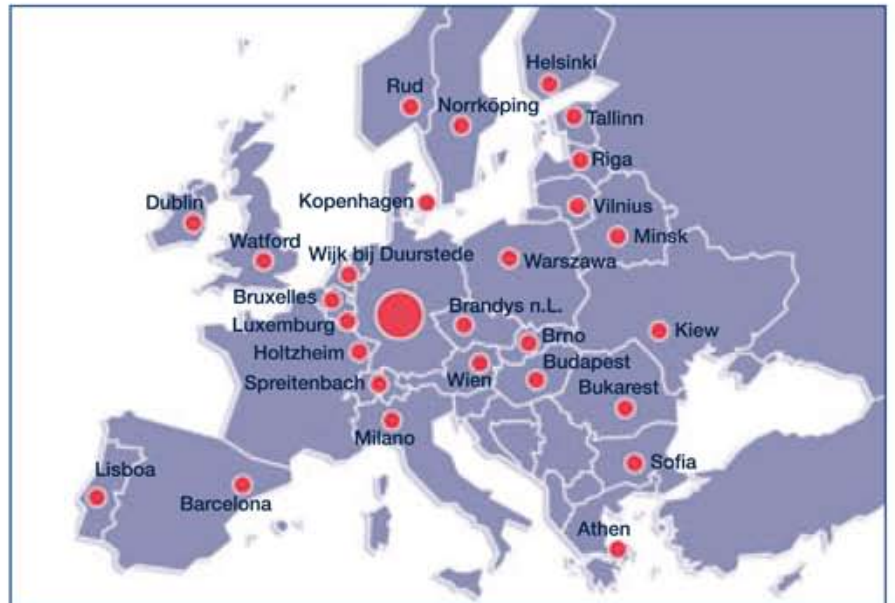 Helsinki
Rud
Norrköping
Tallinn
Riga
Dublin
Kopenhagen
Vilnius
Minsk
Watford
Wijk bij Duurstede
Warszawa
Bruxelles
Brandys n.L.
Luxemburg
Kiew
Brno
Holtzheim
Budapest
Spreitenbach
Wien
Bukarest
Milano
Sofia
Lisboa
Barcelona
Athen